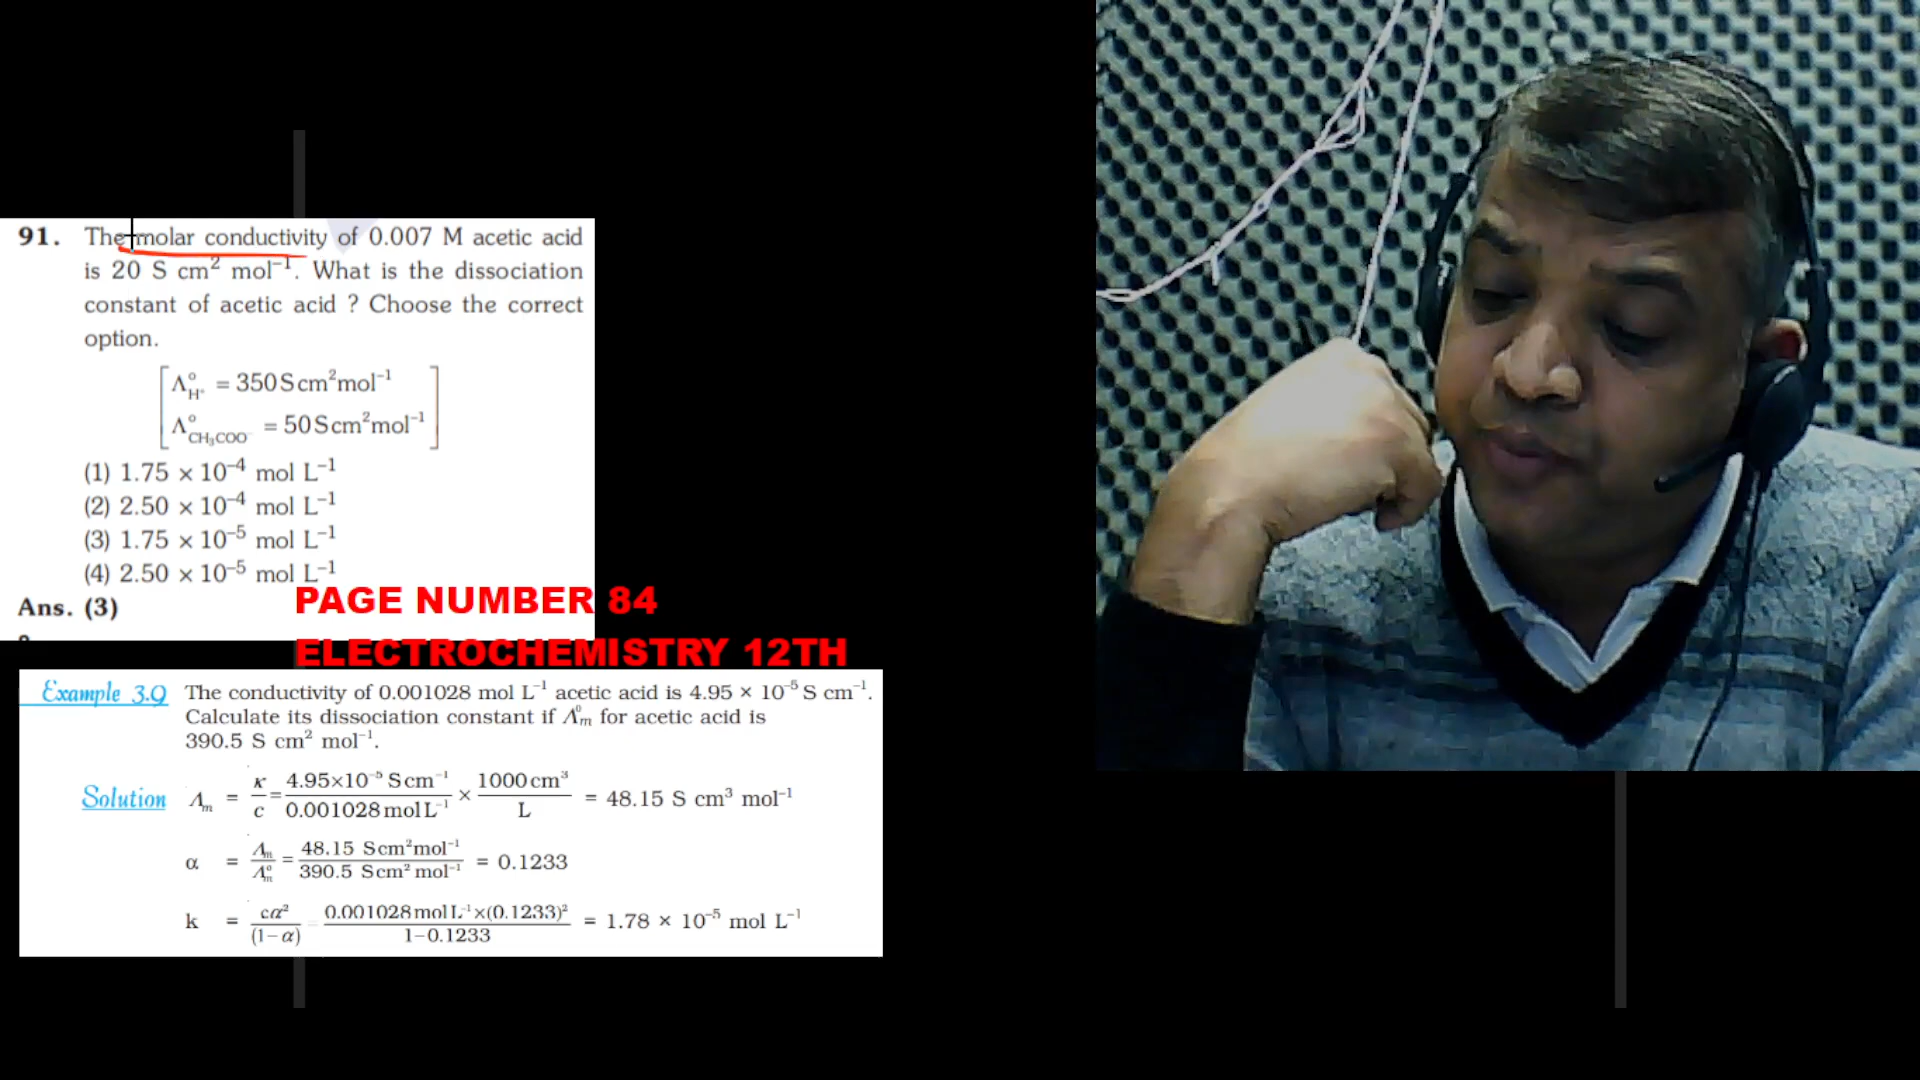 91. The molar conductivity of 0.007 M acetic acid
is 20 S cm² mol⁻¹. What is the dissociation
constant of acetic acid ? Choose the correct
option.
Λ°H⁺ = 350 S cm² mol⁻¹
Λ°CH₃COO⁻ = 50 S cm² mol⁻¹
(1) 1.75 × 10⁻⁴ mol L⁻¹
(2) 2.50 × 10⁻⁴ mol L⁻¹
(3) 1.75 × 10⁻⁵ mol L⁻¹
(4) 2.50 × 10⁻⁵ mol L⁻¹
Ans. (3)
PAGE NUMBER 84
ELECTROCHEMISTRY 12TH
Example 3.9 The conductivity of 0.001028 mol L⁻¹ acetic acid is 4.95 × 10⁻⁵ S cm⁻¹.
Calculate its dissociation constant if Λ°m for acetic acid is
390.5 S cm² mol⁻¹.
Solution Λm = κ/c = 4.95×10⁻⁵ S cm⁻¹ / 0.001028 mol L⁻¹ × 1000 cm³ / L = 48.15 S cm³ mol⁻¹
α = Λm/Λ°m = 48.15 S cm² mol⁻¹ / 390.5 S cm² mol⁻¹ = 0.1233
k = cα²/(1−α) 0.001028 mol L⁻¹×(0.1233)² / 1−0.1233 = 1.78 × 10⁻⁵ mol L⁻¹